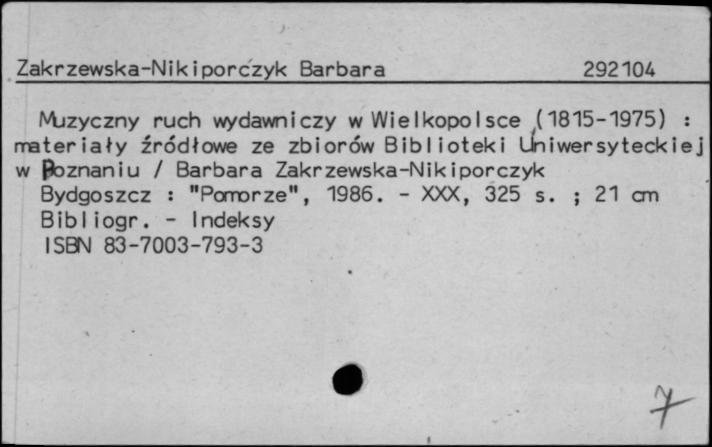 Zakrzewska-Nikiporczyk Barbara 292104
Muzyczny ruch wydawniczy w Wielkopolsce (1815-1975) :
materiały źródłowe ze zbiorów Biblioteki Uniwersyteckiej
w Poznaniu / Barbara Zakrzewska-Nikiporczyk
Bydgoszcz : "Pomorze", 1986. - XXX, 325 s. ; 21 cm
Bibliogr. - Indeksy
ISBN 83-7003-793-3
7